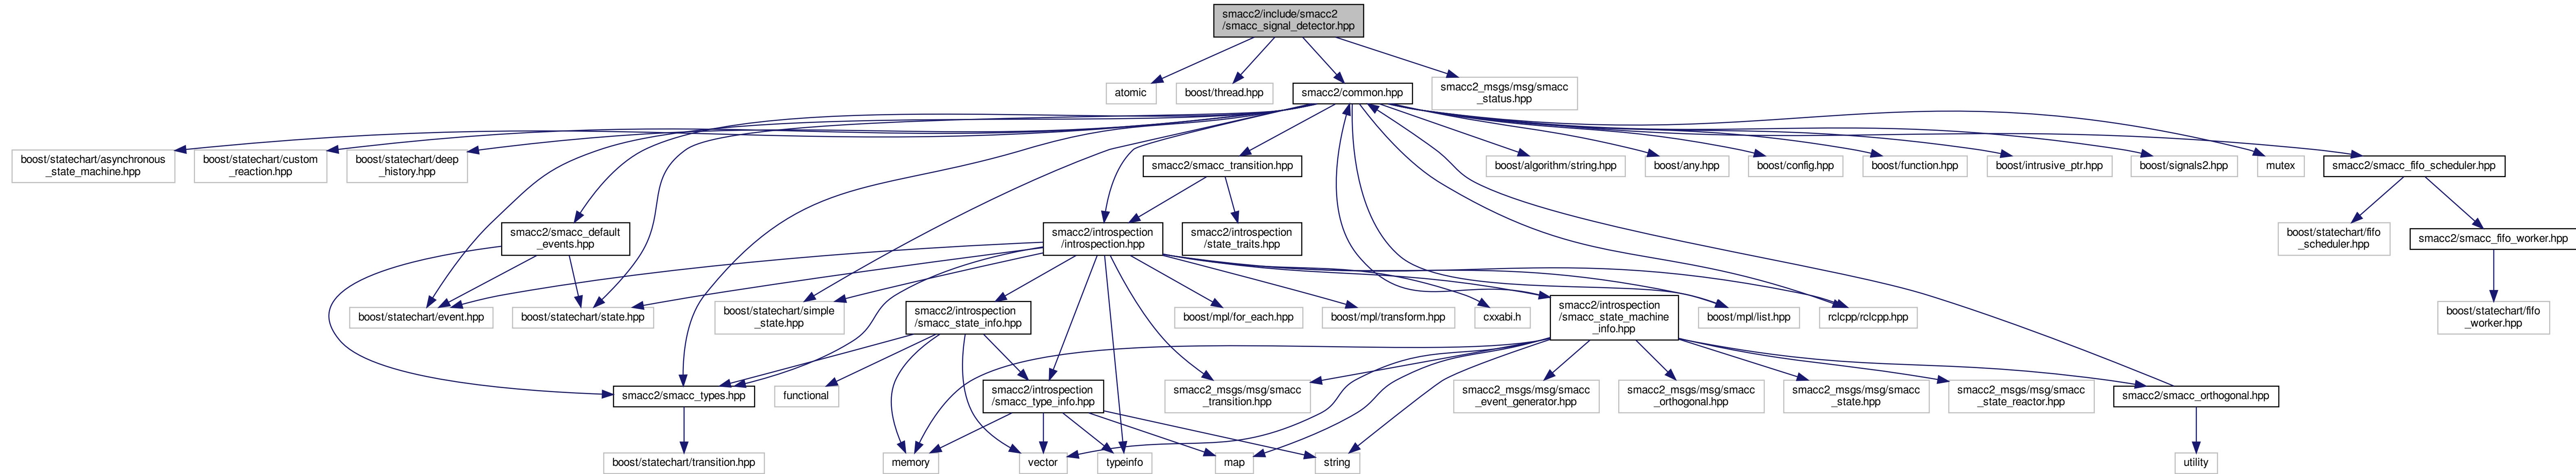 smacc2/include/smacc2
/smacc_signal_detector.hpp
atomic
boost/thread.hpp
smacc2/common.hpp
smacc2_msgs/msg/smacc
_status.hpp
boost/statechart/asynchronous
_state_machine.hpp
boost/statechart/custom
_reaction.hpp
boost/statechart/deep
_history.hpp
smacc2/smacc_transition.hpp
boost/algorithm/string.hpp
boost/any.hpp
boost/config.hpp
boost/function.hpp
boost/intrusive_ptr.hpp
boost/signals2.hpp
mutex
smacc2/smacc_fifo_scheduler.hpp
smacc2/smacc_default
_events.hpp
smacc2/introspection
/introspection.hpp
smacc2/introspection
/state_traits.hpp
boost/statechart/fifo
_scheduler.hpp
smacc2/smacc_fifo_worker.hpp
boost/statechart/event.hpp
boost/statechart/state.hpp
boost/statechart/simple
_state.hpp
smacc2/introspection
/smacc_state_info.hpp
boost/mpl/for_each.hpp
boost/mpl/transform.hpp
cxxabi.h
smacc2/introspection
/smacc_state_machine
_info.hpp
boost/mpl/list.hpp
rclcpp/rclcpp.hpp
boost/statechart/fifo
_worker.hpp
smacc2/smacc_types.hpp
functional
smacc2/introspection
/smacc_type_info.hpp
smacc2_msgs/msg/smacc
_transition.hpp
smacc2_msgs/msg/smacc
_event_generator.hpp
smacc2_msgs/msg/smacc
_orthogonal.hpp
smacc2_msgs/msg/smacc
_state.hpp
smacc2_msgs/msg/smacc
_state_reactor.hpp
smacc2/smacc_orthogonal.hpp
boost/statechart/transition.hpp
memory
vector
typeinfo
map
string
utility